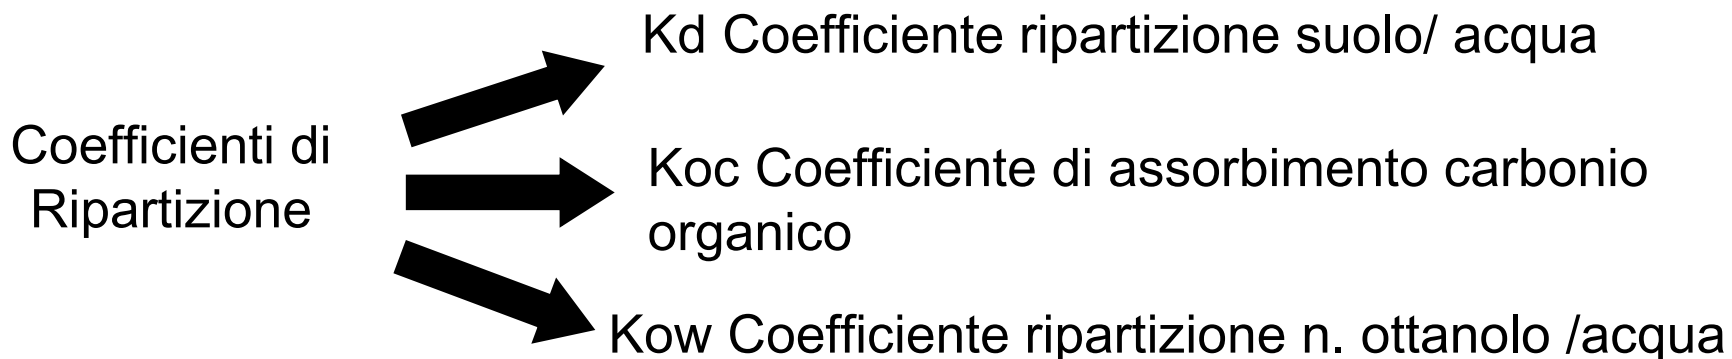 Kd Coefficiente ripartizione suolo/ acqua
Coefficienti di
Ripartizione
Koc Coefficiente di assorbimento carbonio
organico
Kow Coefficiente ripartizione n. ottanolo /acqua